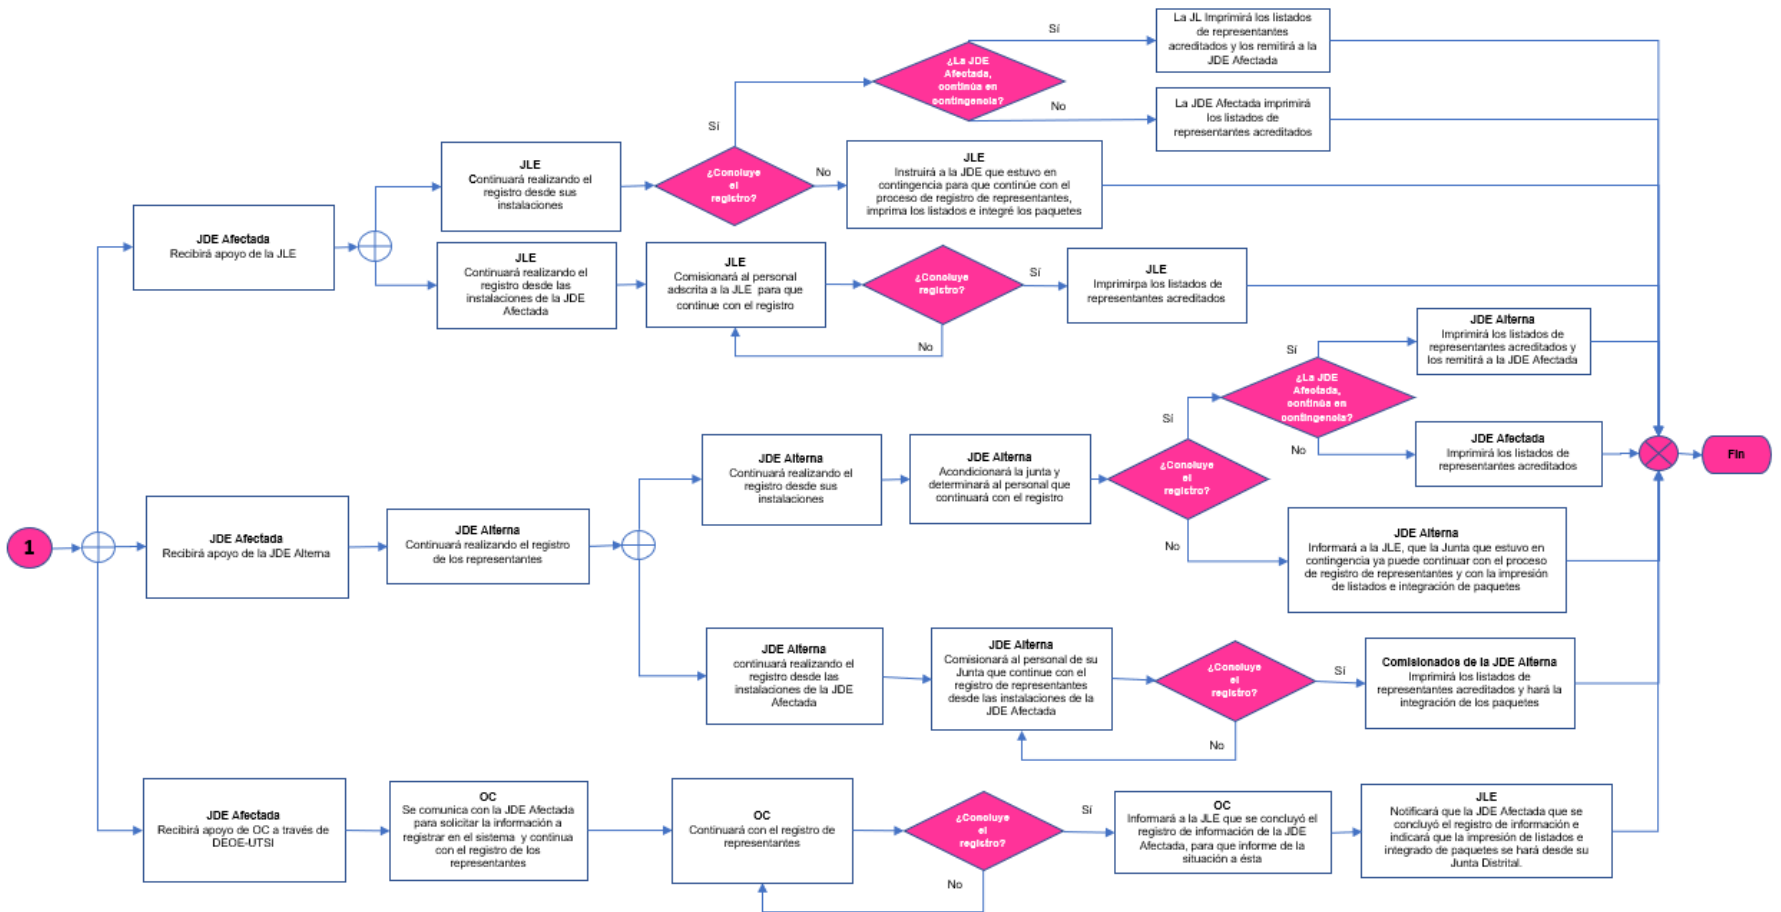 Sí
La JL Imprimirá los listados
de representantes
acreditados y los remitirá a la
JDE Afectada
¿La JDE
Afectada,
continúa en
contingencia?
No
La JDE Afectada imprimirá
los listados de
representantes acreditados
Sí
JLE
Continuará realizando el
registro desde sus
instalaciones
¿Concluye
el
registro?
No
JLE
Instruirá a la JDE que estuvo en
contingencia para que continúe con el
proceso de registro de representantes,
imprima los listados e integré los paquetes
JDE Afectada
Recibirá apoyo de la JLE
JLE
Continuará realizando el
registro desde las
instalaciones de la JDE
Afectada
JLE
Comisionará al personal
adscrita a la JLE para que
continue con el registro
¿Concluye
registro?
Sí
JLE
Imprimirpa los listados de
representantes acreditados
No
JDE Alterna
Imprimirá los listados de
representantes acreditados y
los remitirá a la JDE Afectada
Sí
¿La JDE
Afectada,
continúa en
contingencia?
Sí
No
JDE Afectada
Imprimirá los listados de
representantes acreditados
Fin
JDE Alterna
Continuará realizando el
registro desde sus
instalaciones
JDE Alterna
Acondicionará la junta y
determinará al personal que
continuará con el registro
¿Concluye
el
registro?
No
JDE Alterna
Informará a la JLE, que la Junta que estuvo en
contingencia ya puede continuar con el proceso
de registro de representantes y con la impresión
de listados e integración de paquetes
1
JDE Afectada
Recibirá apoyo de la JDE Alterna
JDE Alterna
Continuará realizando el registro
de los representantes
JDE Alterna
continuará realizando el
registro desde las
instalaciones de la JDE
Afectada
JDE Alterna
Comisionará al personal de su
Junta que continue con el
registro de representantes
desde las instalaciones de la
JDE Afectada
¿Concluye
el
registro?
Sí
Comisionados de la JDE Alterna
Imprimirá los listados de
representantes acreditados y hará la
integración de los paquetes
No
JDE Afectada
Recibirá apoyo de OC a través de
DEOE-UTSI
OC
Se comunica con la JDE Afectada
para solicitar la información a
registrar en el sistema y continua
con el registro de los
representantes
OC
Continuará con el registro de
representantes
¿Concluye
el
registro?
Sí
OC
Informará a la JLE que se concluyó el
registro de información de la JDE
Afectada, para que informe de la
situación a ésta
JLE
Notificará que la JDE Afectada que se
concluyó el registro de información e
indicará que la impresión de listados e
integrado de paquetes se hará desde su
Junta Distrital.
No